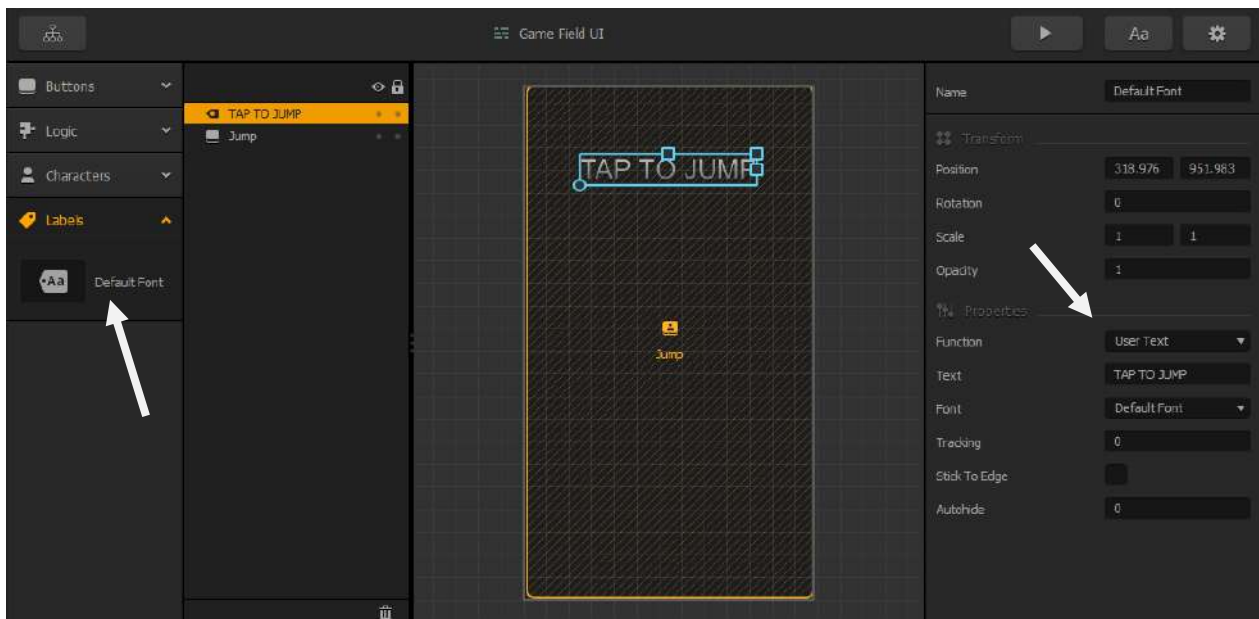 Game Field UI
Aa
Buttons
Logic
Characters
Labels
Aa Default Font
TAP TO JUMP
Jump
TAP TO JUMP
Jump
Name Default Font
Transform
Position 318.976 951.983
Rotation 0
Scale 1 1
Opacity 1
Properties
Function User Text
Text TAP TO JUMP
Font Default Font
Tracking 0
Stick To Edge
Autohide 0